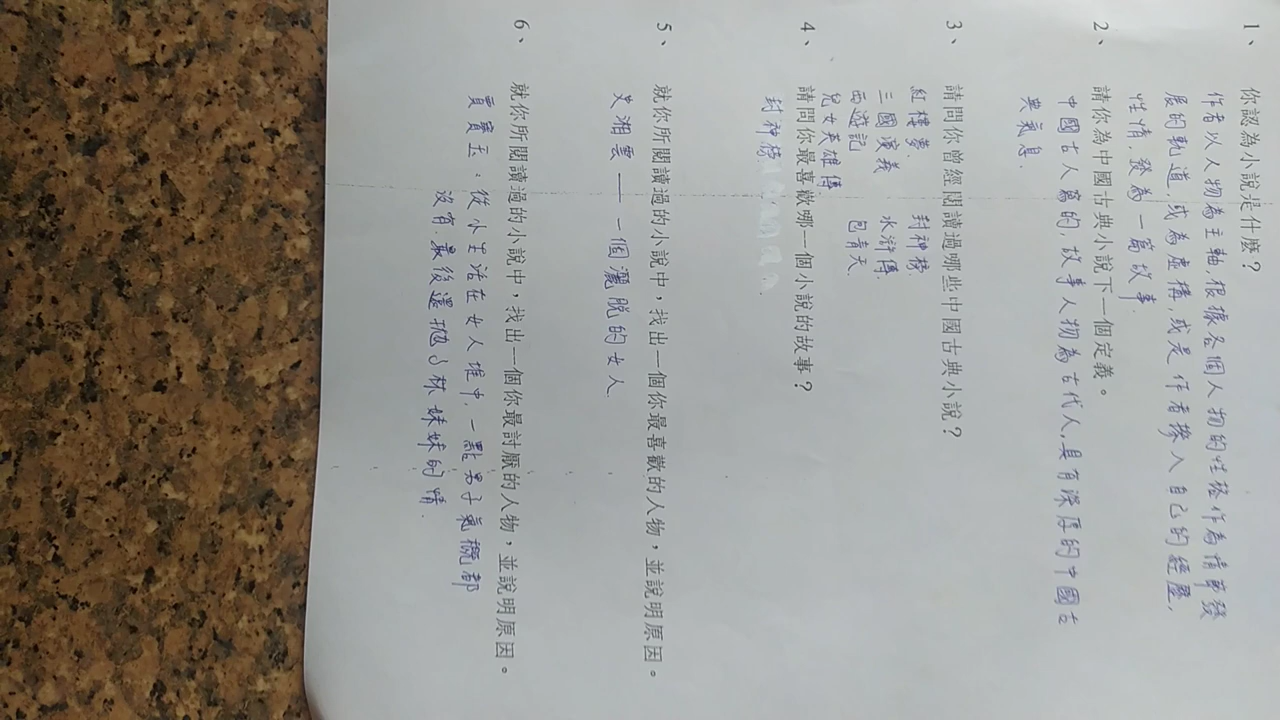 1、 你認為小說是什麼？
作者以人物為主軸，根據各個人物的性格作為情節發
展的軌道，或為虛構，或是作者摻入自己的經歷，
性情，發為一篇故事.
2、 請你為中國古典小說下一個定義。
中國古人寫的，故事人物為古代人，具有深厚的中國古
典氣息.
3、 請問你曾經閱讀過哪些中國古典小說？
紅樓夢 封神榜
三國演義 水滸傳
西遊記 包青天
兒女英雄傳
4、 請問你最喜歡哪一個小說的故事？
封神榜.
5、 就你所閱讀過的小說中，找出一個你最喜歡的人物，並說明原因。
史湘雲 —— 一個灑脫的女人
6、 就你所閱讀過的小說中，找出一個你最討厭的人物，並說明原因。
賈寶玉。從小生活在女人堆中，一點男子氣概都
沒有，最後還拋了林妹妹的情.